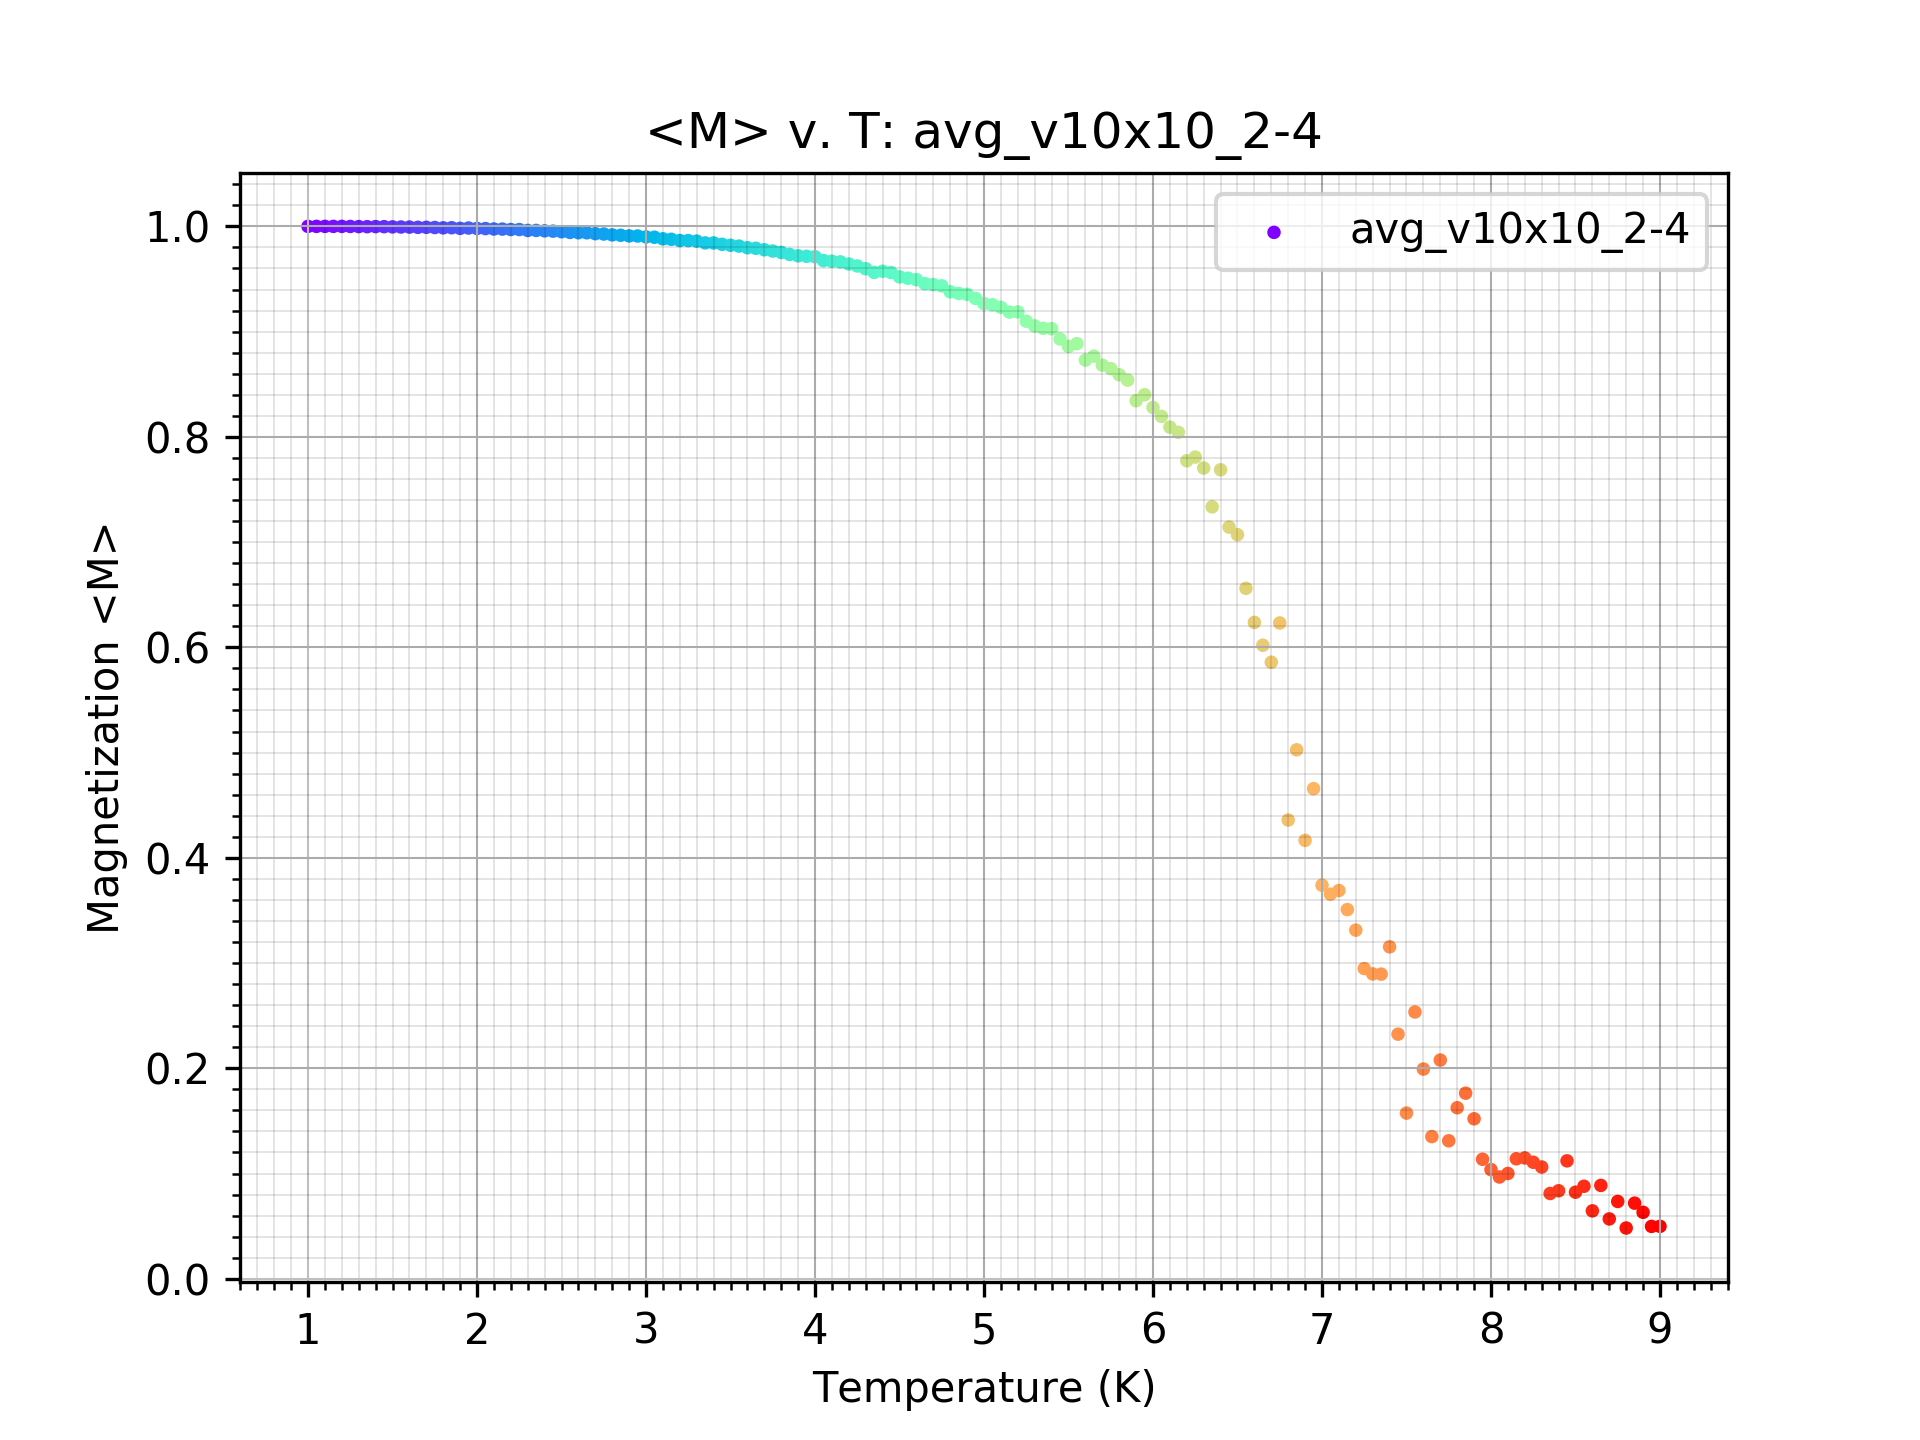 <M> v. T: avg_v10x10_2-4
avg_v10x10_2-4
1.0
0.8
0.6
0.4
0.2
0.0
Magnetization <M>
1 2 3 4 5 6 7 8 9
Temperature (K)